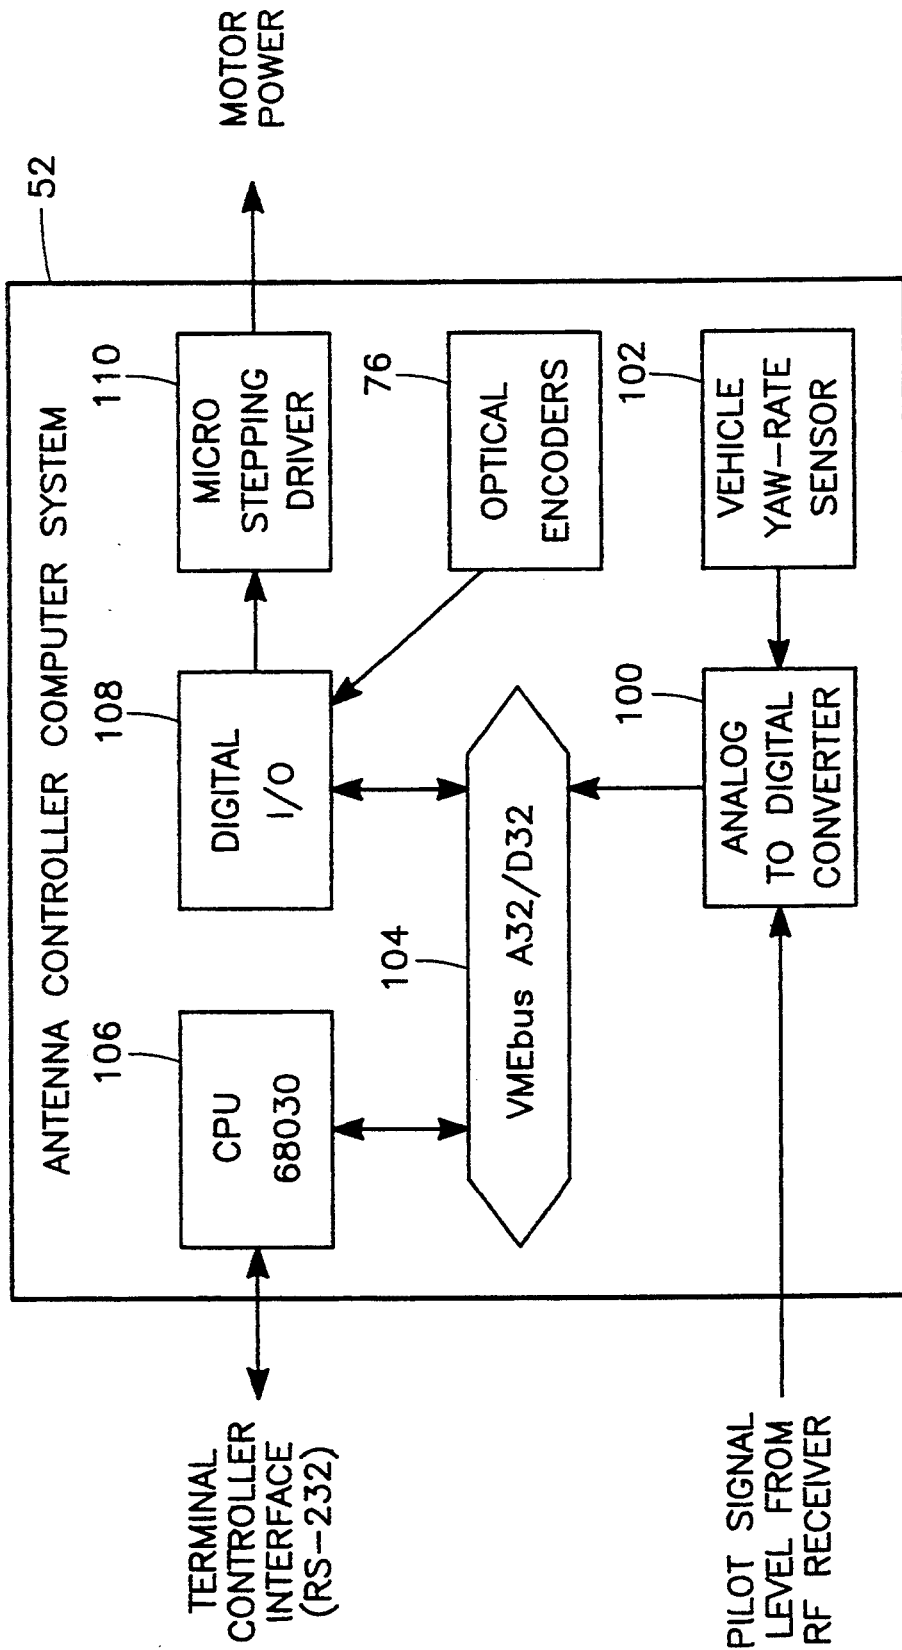 ANTENNA CONTROLLER COMPUTER SYSTEM
52
106
CPU
68030
108
DIGITAL
I/O
110
MICRO
STEPPING
DRIVER
MOTOR
POWER
TERMINAL
CONTROLLER
INTERFACE
(RS-232)
104
VMEbus A32/D32
76
OPTICAL
ENCODERS
100
ANALOG
TO DIGITAL
CONVERTER
102
VEHICLE
YAW-RATE
SENSOR
PILOT SIGNAL
LEVEL FROM
RF RECEIVER